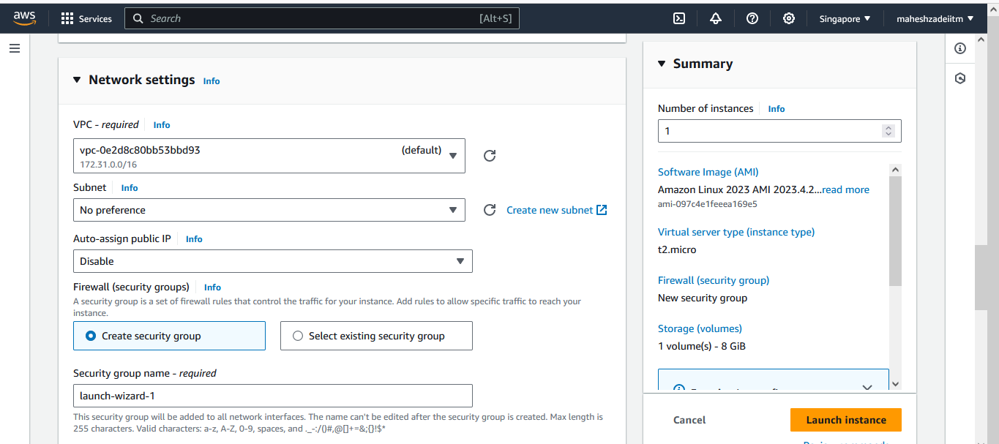 aws
Services
Search [Alt+S]
Singapore
maheshzadeiitm
Network settings Info
VPC - required Info
vpc-0e2d8c80bb53bbd93 (default)
172.31.0.0/16
Subnet Info
No preference
Create new subnet
Auto-assign public IP Info
Disable
Firewall (security groups) Info
A security group is a set of firewall rules that control the traffic for your instance. Add rules to allow specific traffic to reach your
instance.
Create security group
Select existing security group
Security group name - required
launch-wizard-1
This security group will be added to all network interfaces. The name can't be edited after the security group is created. Max length is
255 characters. Valid characters: a-z, A-Z, 0-9, spaces, and ._-:/()#,@[]+=&;{}!$*
Summary
Number of instances Info
1
Software Image (AMI)
Amazon Linux 2023 AMI 2023.4.2...read more
ami-097c4e1feeea169e5
Virtual server type (instance type)
t2.micro
Firewall (security group)
New security group
Storage (volumes)
1 volume(s) - 8 GiB
Cancel
Launch instance